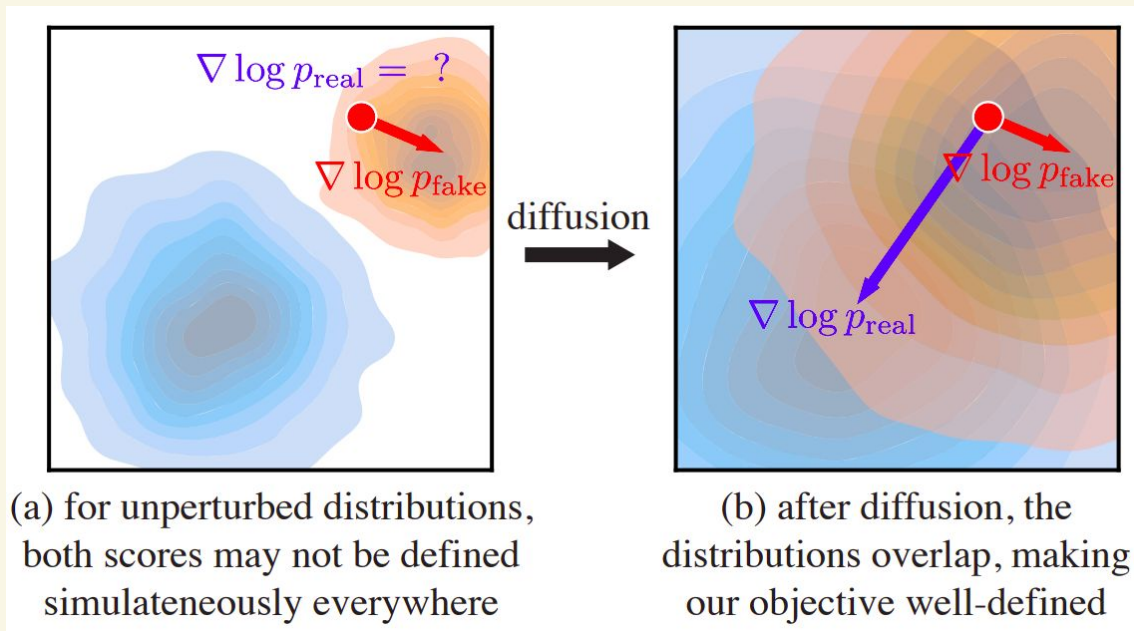 ∇ log p_real = ?
∇ log p_fake
diffusion
∇ log p_fake
∇ log p_real
(a) for unperturbed distributions,
both scores may not be defined
simulateneously everywhere
(b) after diffusion, the
distributions overlap, making
our objective well-defined